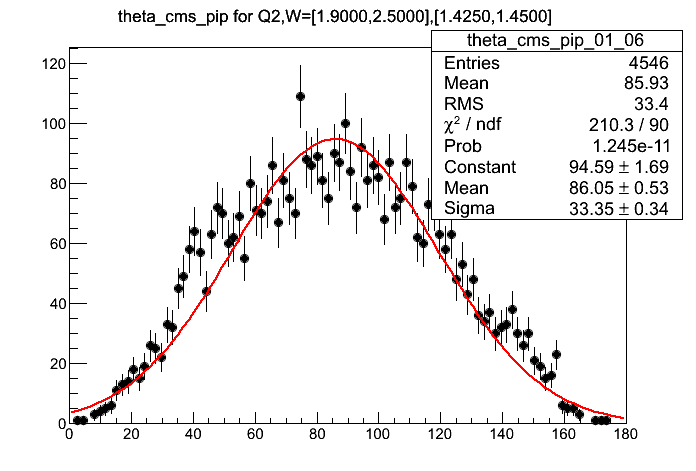 theta_cms_pip for Q2,W=[1.9000,2.5000],[1.4250,1.4500]
theta_cms_pip_01_06
Entries 4546
Mean 85.93
RMS 33.4
χ² / ndf 210.3 / 90
Prob 1.245e-11
Constant 94.59 ± 1.69
Mean 86.05 ± 0.53
Sigma 33.35 ± 0.34
120
100
80
60
40
20
0
0 20 40 60 80 100 120 140 160 180